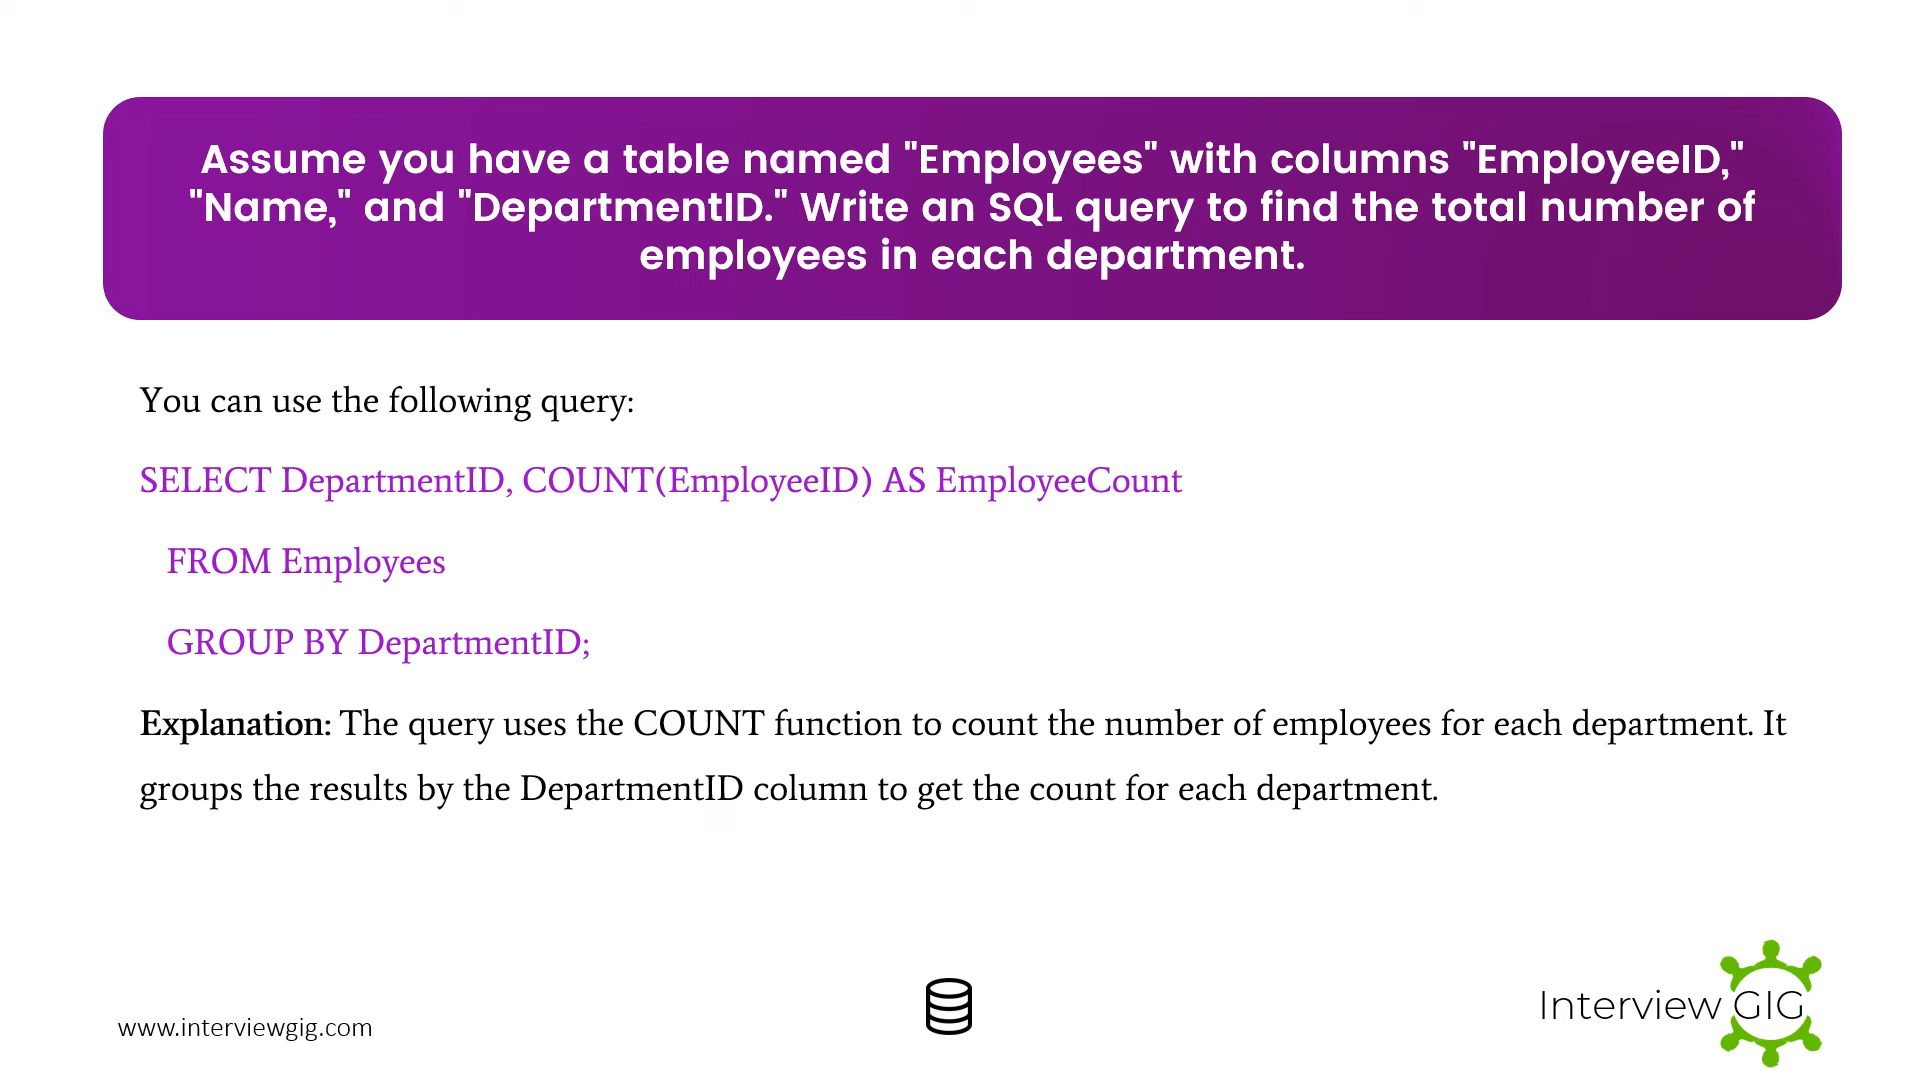 Assume you have a table named "Employees" with columns "EmployeeID,"
"Name," and "DepartmentID." Write an SQL query to find the total number of
employees in each department.
You can use the following query:
SELECT DepartmentID, COUNT(EmployeeID) AS EmployeeCount
FROM Employees
GROUP BY DepartmentID;
Explanation: The query uses the COUNT function to count the number of employees for each department. It
groups the results by the DepartmentID column to get the count for each department.
www.interviewgig.com
Interview GIG